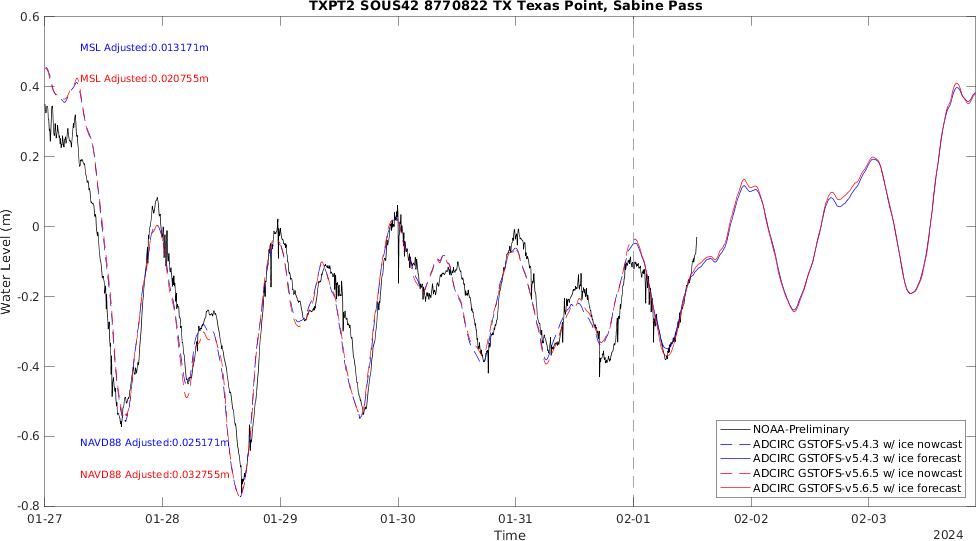 TXPT2 SOUS42 8770822 TX Texas Point, Sabine Pass
0.6
MSL Adjusted:0.013171m
MSL Adjusted:0.020755m
0.4
0.2
0
-0.2
-0.4
-0.6
-0.8
Water Level (m)
NAVD88 Adjusted:0.025171m
NAVD88 Adjusted:0.032755m
NOAA-Preliminary
ADCIRC GSTOFS-v5.4.3 w/ ice nowcast
ADCIRC GSTOFS-v5.4.3 w/ ice forecast
ADCIRC GSTOFS-v5.6.5 w/ ice nowcast
ADCIRC GSTOFS-v5.6.5 w/ ice forecast
01-27 01-28 01-29 01-30 01-31 02-01 02-02 02-03
Time
2024